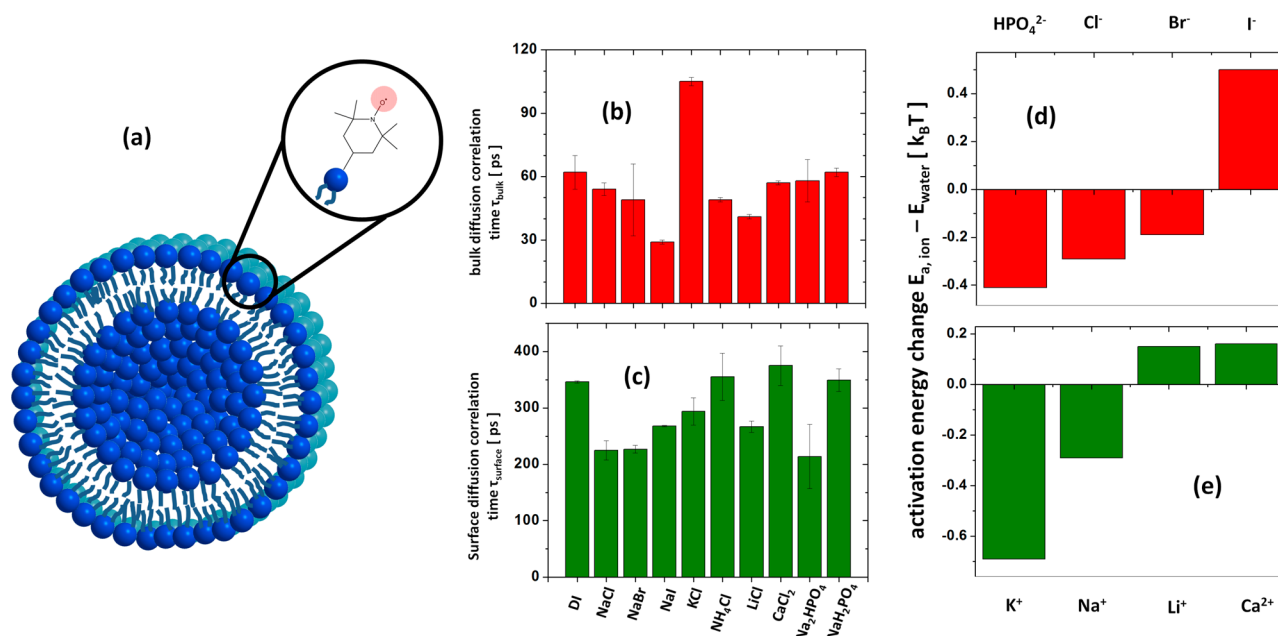 (a)
O•
N
bulk diffusion correlation
time τbulk [ ps ]
120
90
60
30
0
(b)
Surface diffusion correlation
time τsurface [ ps ]
400
300
200
100
0
(c)
DI
NaCl
NaBr
NaI
KCl
NH₄Cl
LiCl
CaCl₂
Na₂HPO₄
NaH₂PO₄
activation energy change Ea, ion – Ewater [ kBT ]
HPO₄²⁻ Cl⁻ Br⁻ I⁻
0.4
0.2
0.0
-0.2
-0.4
(d)
0.2
0.0
-0.2
-0.4
-0.6
(e)
K⁺ Na⁺ Li⁺ Ca²⁺